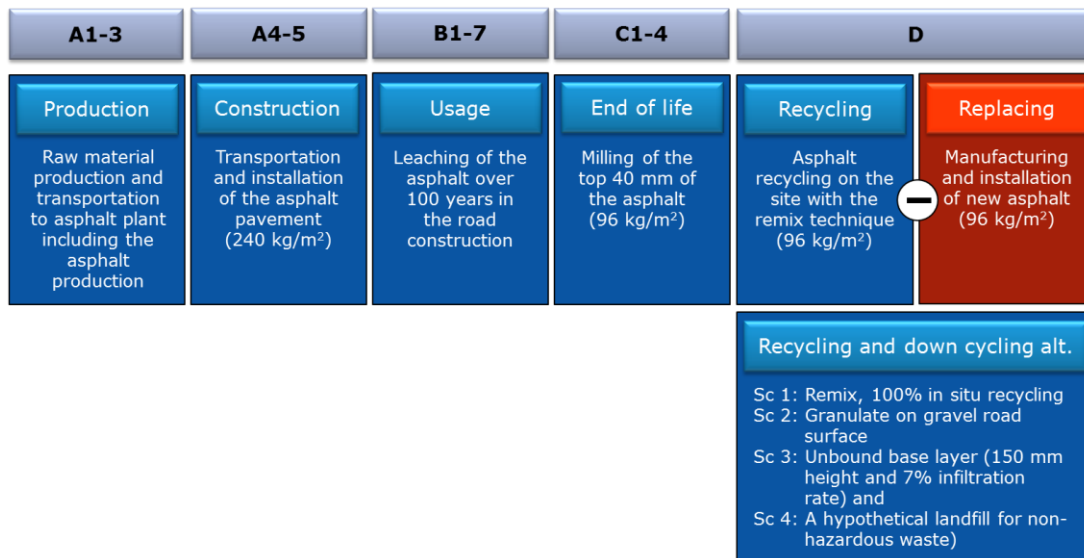 A1-3
A4-5
B1-7
C1-4
D
Production
Raw material
production and
transportation
to asphalt plant
including the
asphalt
production
Construction
Transportation
and installation
of the asphalt
pavement
(240 kg/m²)
Usage
Leaching of the
asphalt over
100 years in
the road
construction
End of life
Milling of the
top 40 mm of
the asphalt
(96 kg/m²)
Recycling
Asphalt
recycling on the
site with the
remix technique
(96 kg/m²)
−
Replacing
Manufacturing
and installation
of new asphalt
(96 kg/m²)
Recycling and down cycling alt.
Sc 1: Remix, 100% in situ recycling
Sc 2: Granulate on gravel road
surface
Sc 3: Unbound base layer (150 mm
height and 7% infiltration
rate) and
Sc 4: A hypothetical landfill for non-
hazardous waste)